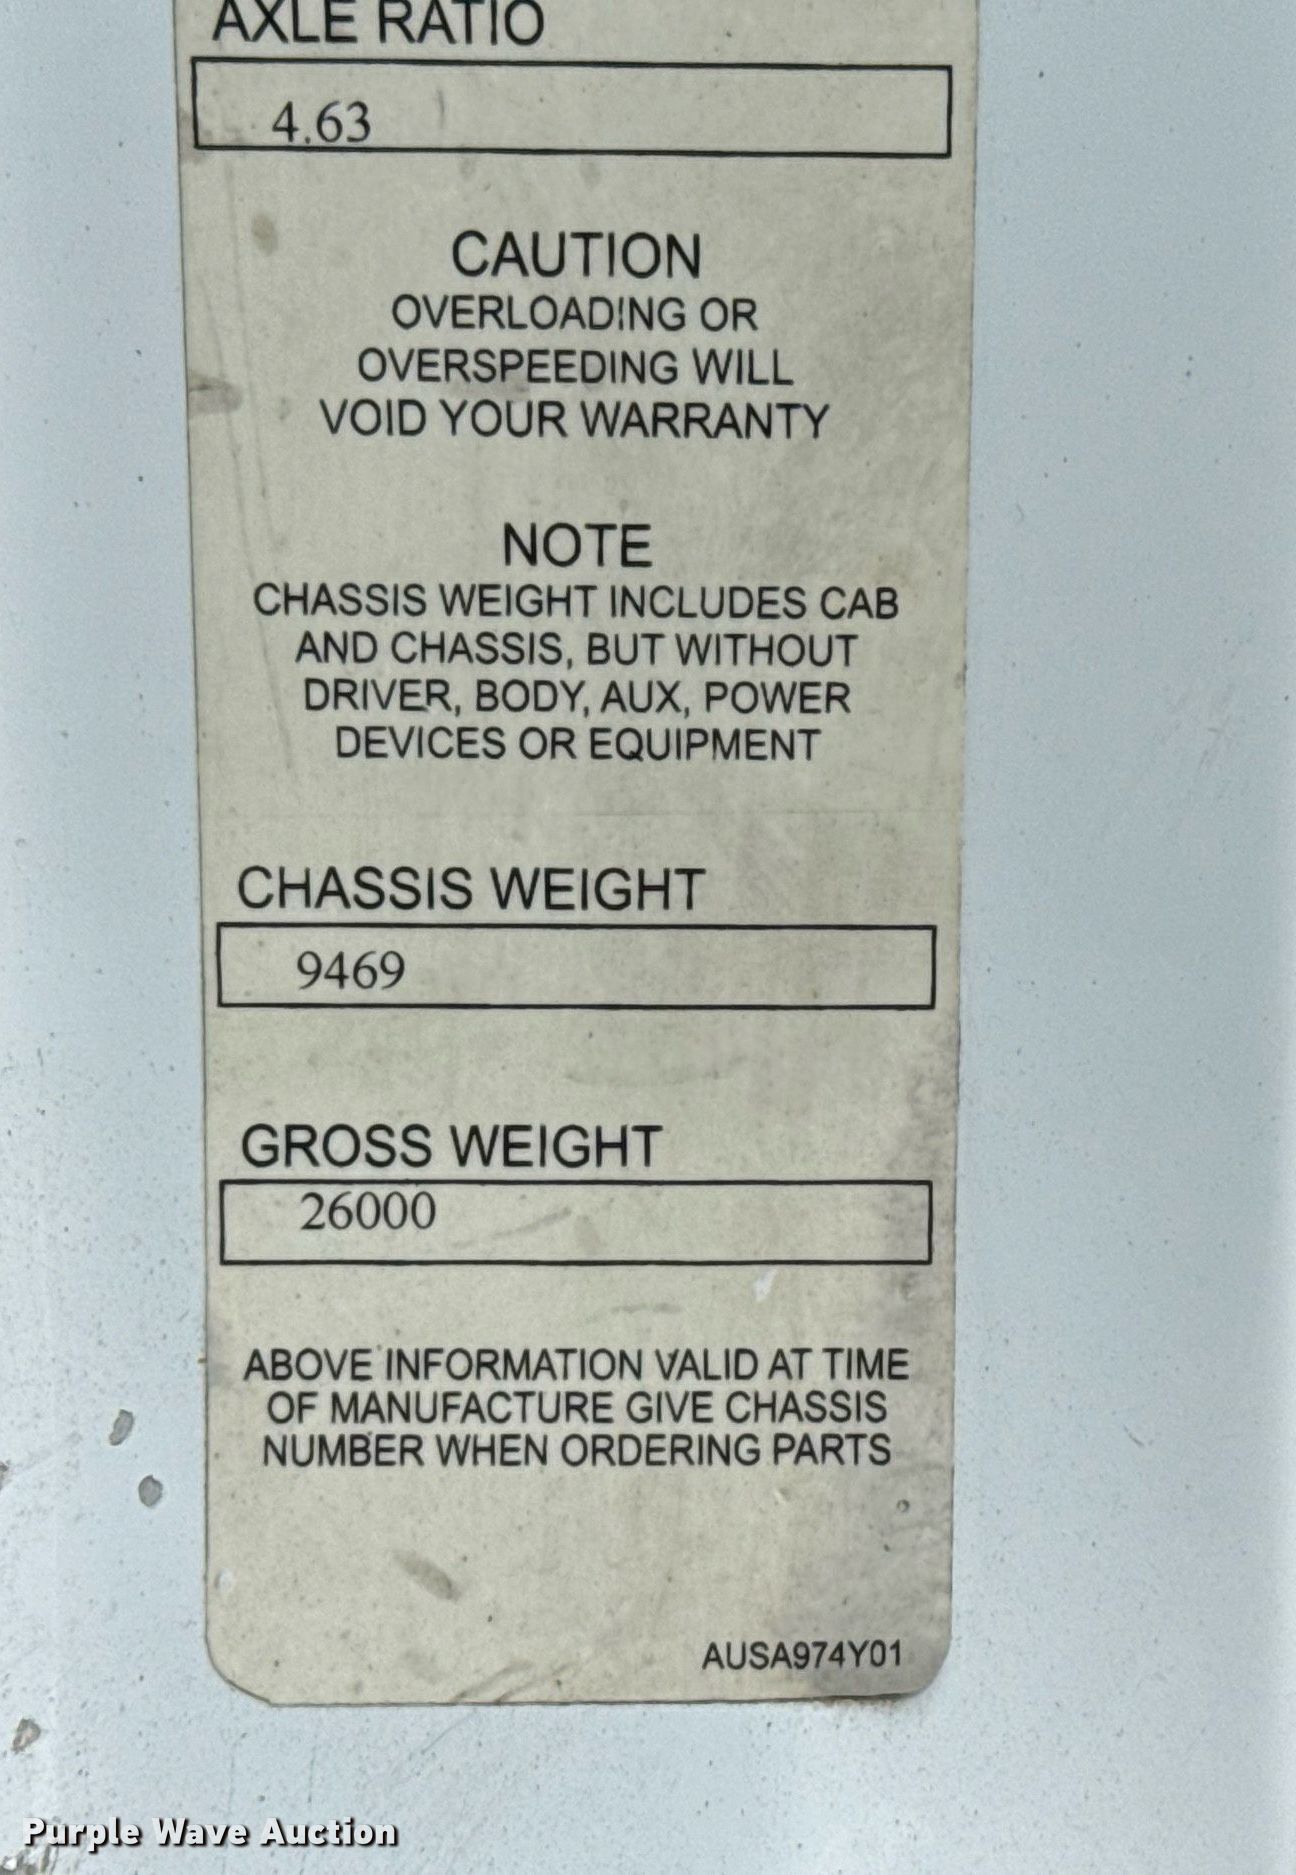 AXLE RATIO
4.63
CAUTION
OVERLOADING OR
OVERSPEEDING WILL
VOID YOUR WARRANTY
NOTE
CHASSIS WEIGHT INCLUDES CAB
AND CHASSIS, BUT WITHOUT
DRIVER, BODY, AUX, POWER
DEVICES OR EQUIPMENT
CHASSIS WEIGHT
9469
GROSS WEIGHT
26000
ABOVE INFORMATION VALID AT TIME
OF MANUFACTURE GIVE CHASSIS
NUMBER WHEN ORDERING PARTS
AUSA974Y01
Purple Wave Auction